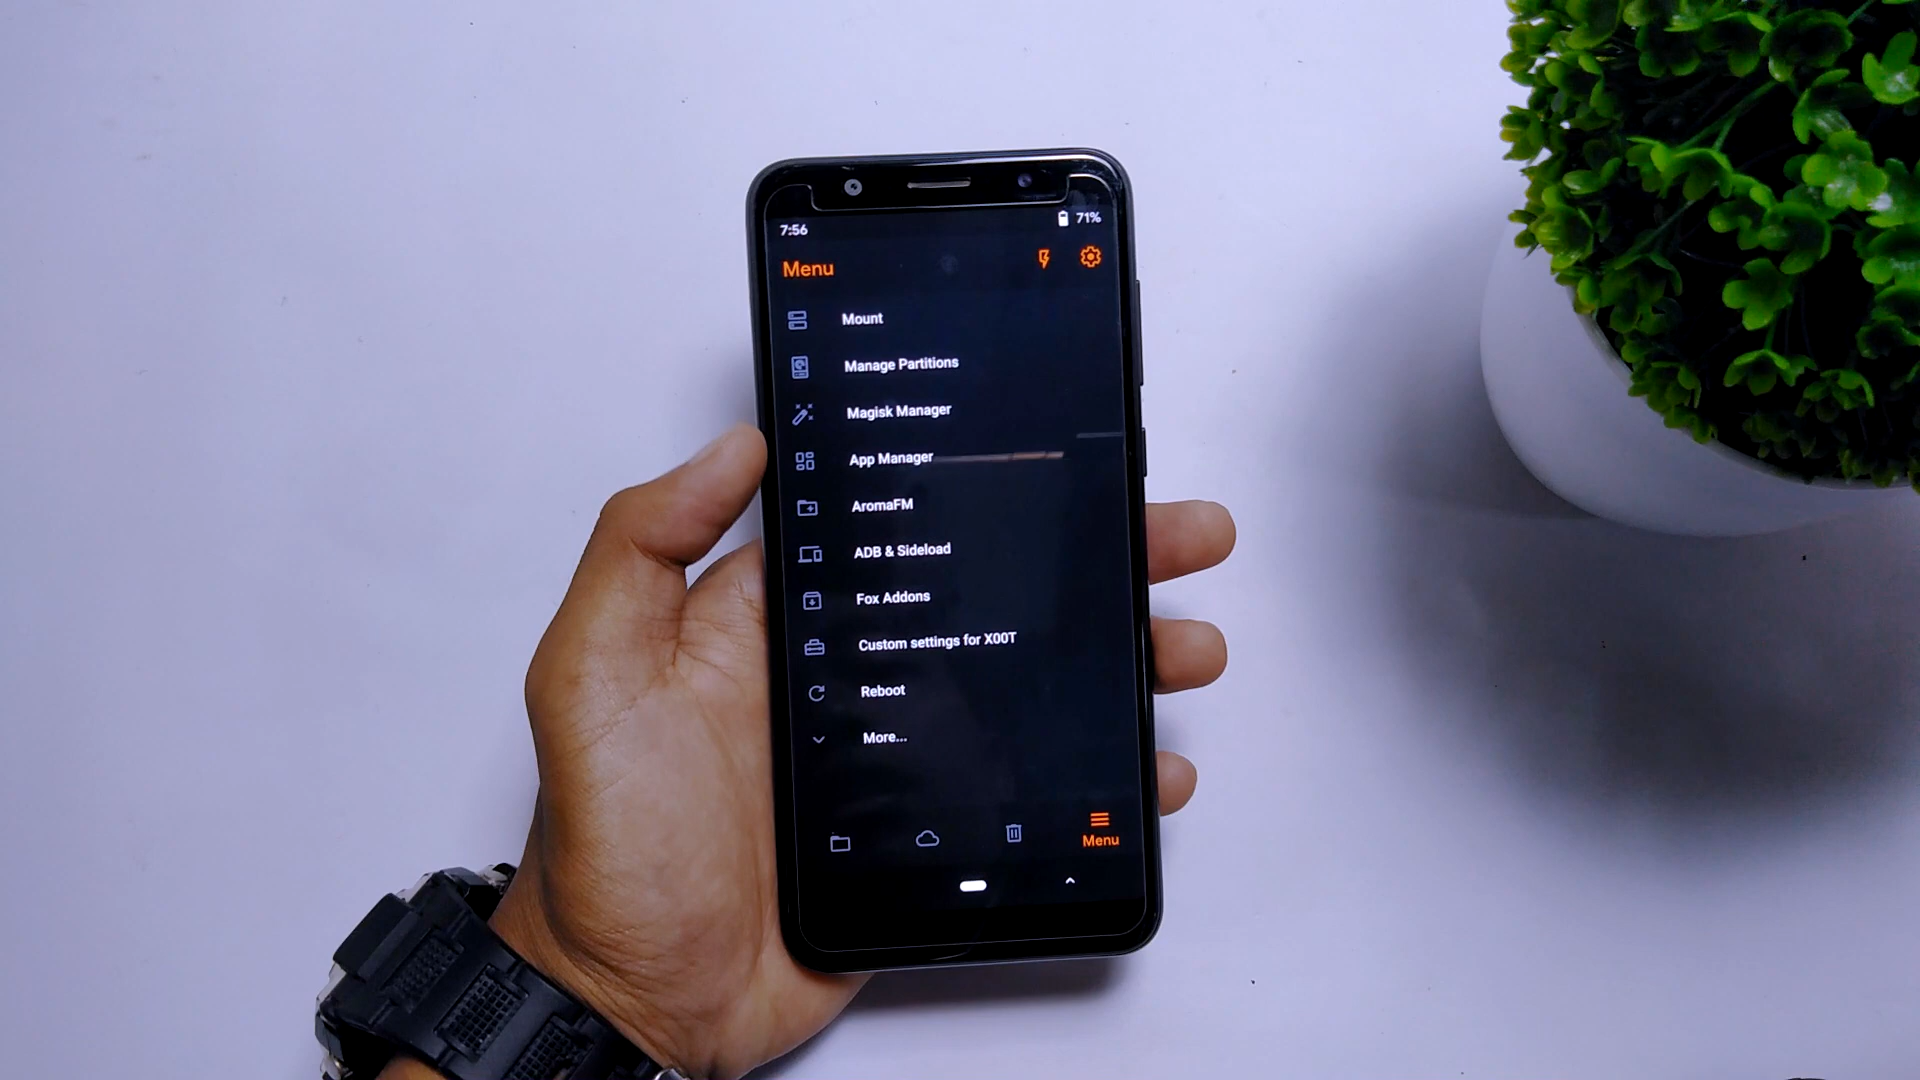 7:56
71%
Menu
Mount
Manage Partitions
Magisk Manager
App Manager
AromaFM
ADB & Sideload
Fox Addons
Custom settings for X00T
Reboot
More...
Menu